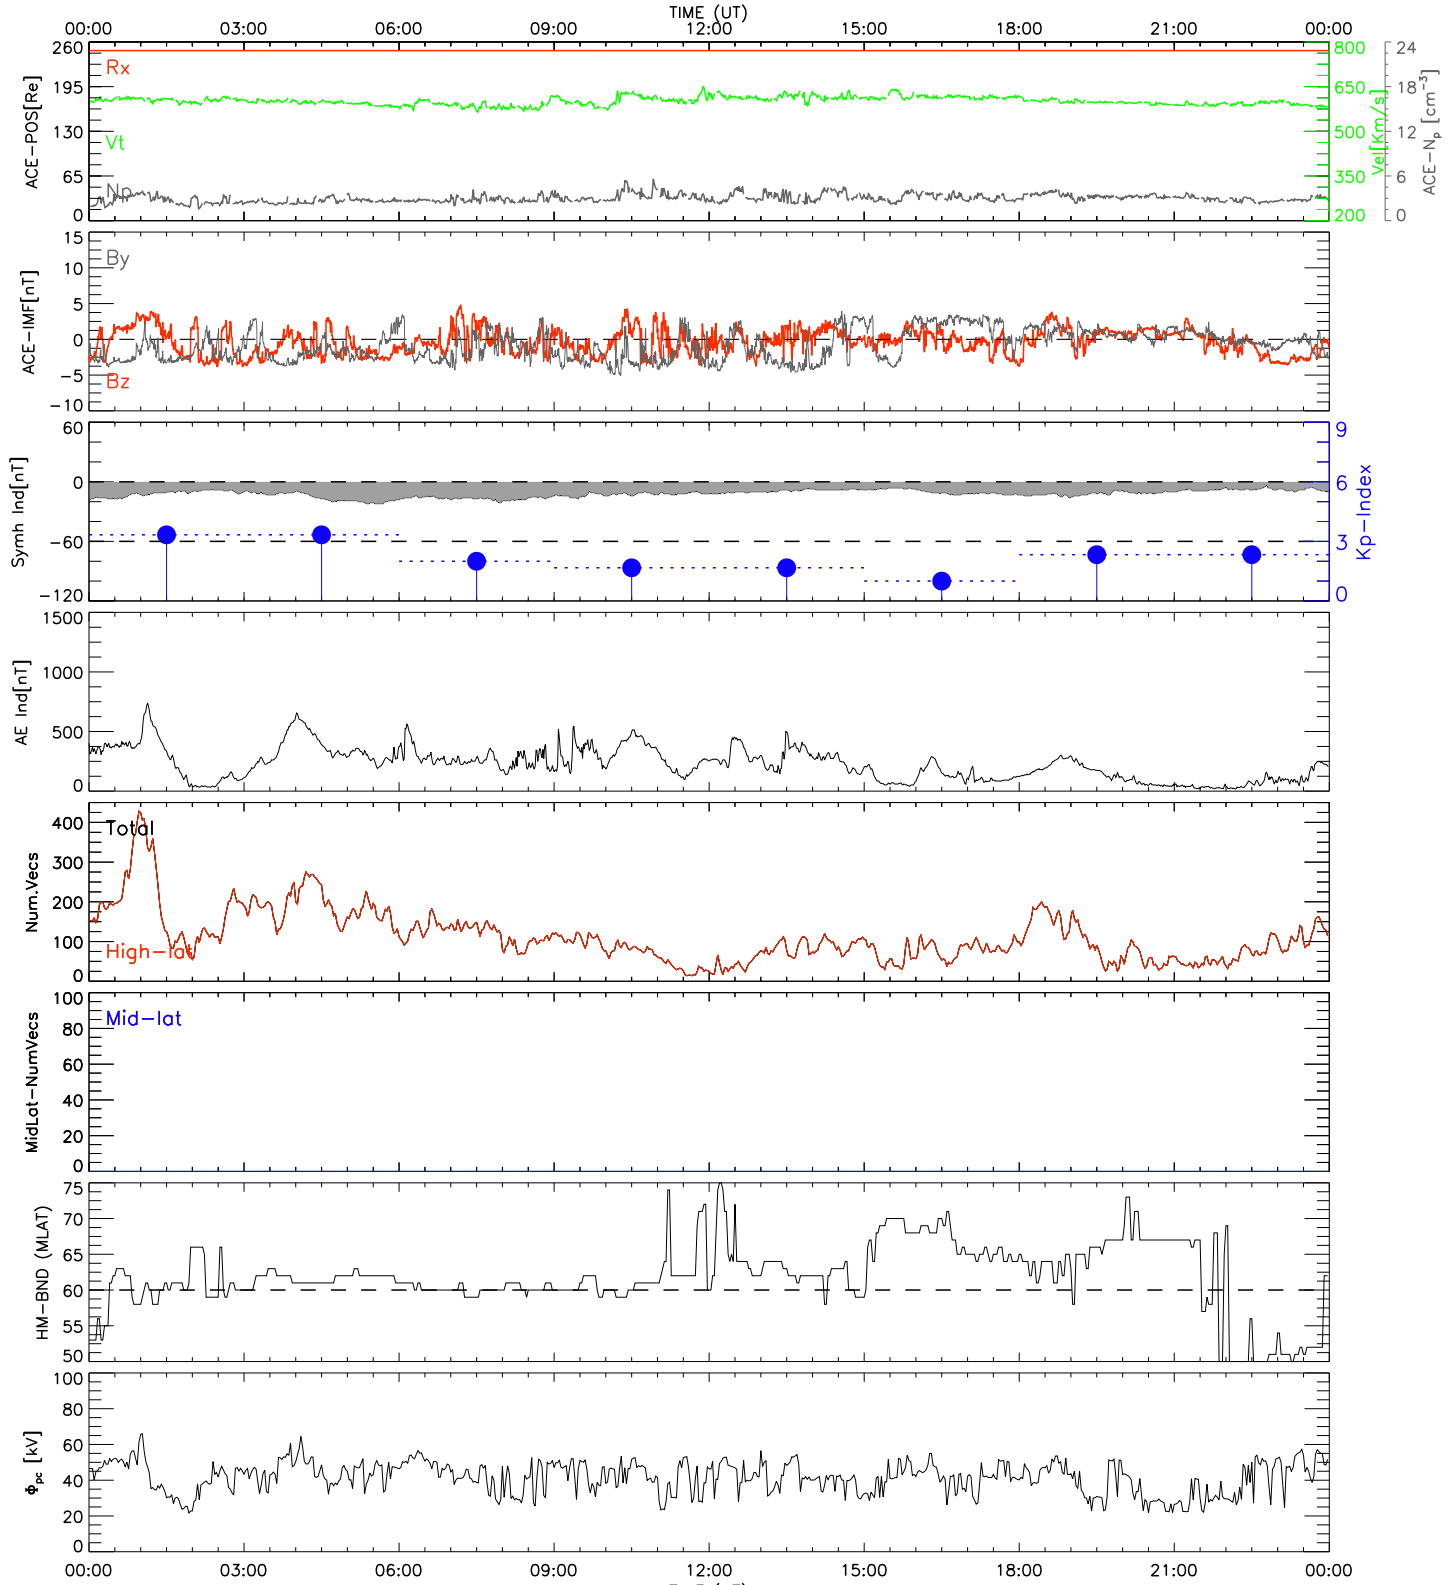 TIME (UT)
00:00 03:00 06:00 09:00 12:00 15:00 18:00 21:00 00:00
ACE-POS[Re]
260
195
130
65
0
Rx
Vt
Np
800
650
500
350
200
Vel[Km/s]
24
18
12
6
0
ACE-Np [cm-3]
ACE-IMF[nT]
15
10
5
0
-5
-10
By
Bz
Symh Ind[nT]
60
0
-60
-120
9
6
3
0
Kp-Index
AE Ind[nT]
1500
1000
500
0
Num.Vecs
400
300
200
100
0
Total
High-lat
MidLat-NumVecs
100
80
60
40
20
0
Mid-lat
HM-BND (MLAT)
75
70
65
60
55
50
Φpc [kV]
100
80
60
40
20
0
00:00 03:00 06:00 09:00 12:00 15:00 18:00 21:00 00:00